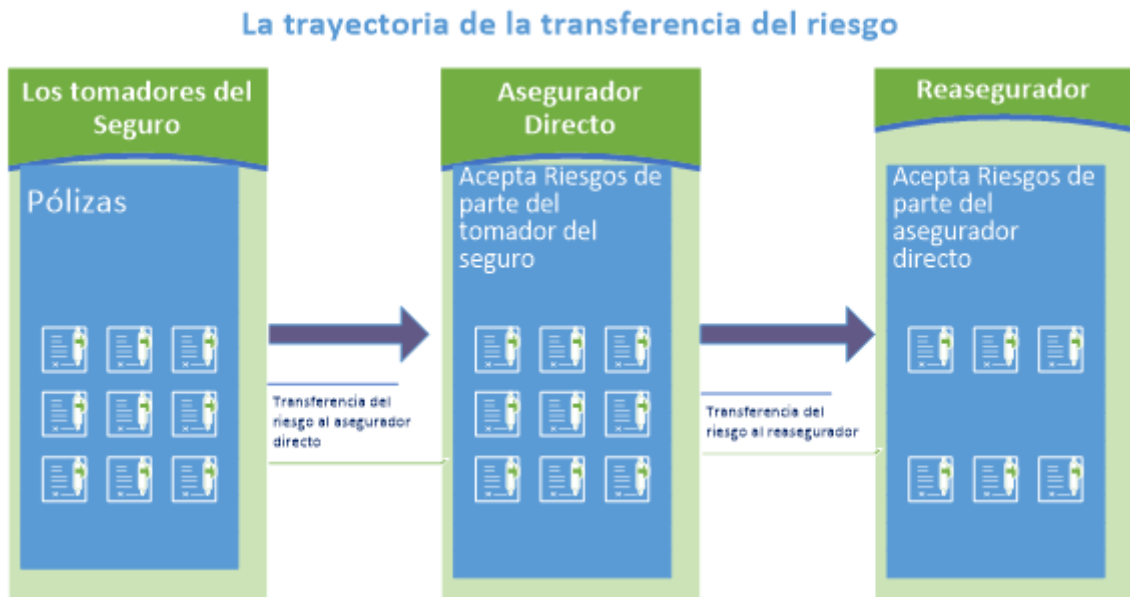 La trayectoria de la transferencia del riesgo
Los tomadores del
Seguro
Pólizas
Transferencia del
riesgo al asegurador
directo
Asegurador
Directo
Acepta Riesgos de
parte del
tomador del
seguro
Transferencia del
riesgo al reasegurador
Reasegurador
Acepta Riesgos de
parte del
asegurador
directo